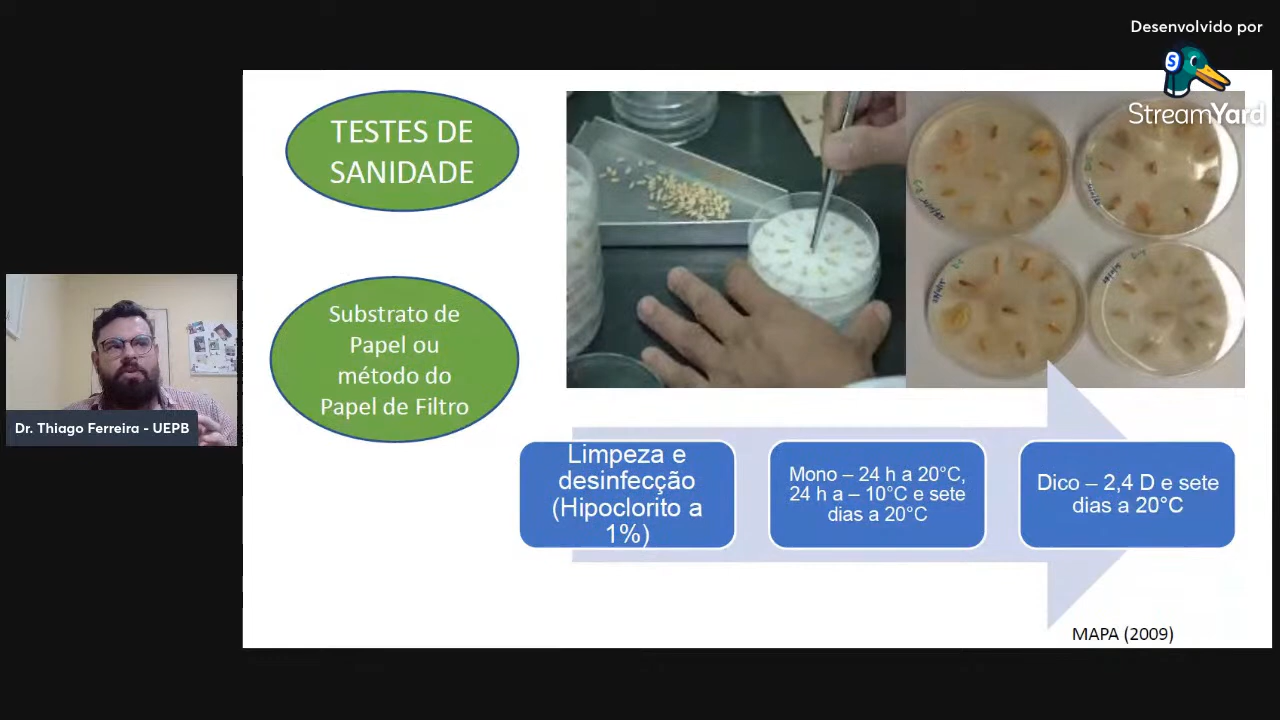 Desenvolvido por
StreamYard
TESTES DE
SANIDADE
Substrato de
Papel ou
método do
Papel de Filtro
Dr. Thiago Ferreira - UEPB
Limpeza e
desinfecção
(Hipoclorito a
1%)
Mono – 24 h a 20°C,
24 h a – 10°C e sete
dias a 20°C
Dico – 2,4 D e sete
dias a 20°C
MAPA (2009)